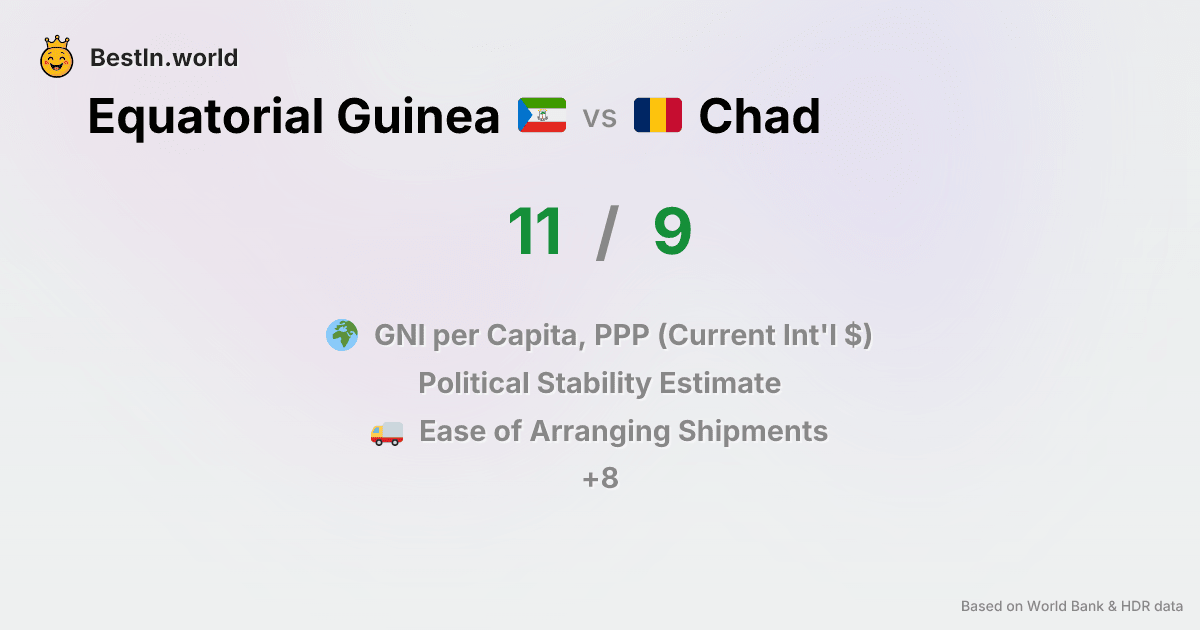 BestIn.world
Equatorial Guinea vs Chad
11 / 9
GNI per Capita, PPP (Current Int'l $)
Political Stability Estimate
Ease of Arranging Shipments
+8
Based on World Bank & HDR data